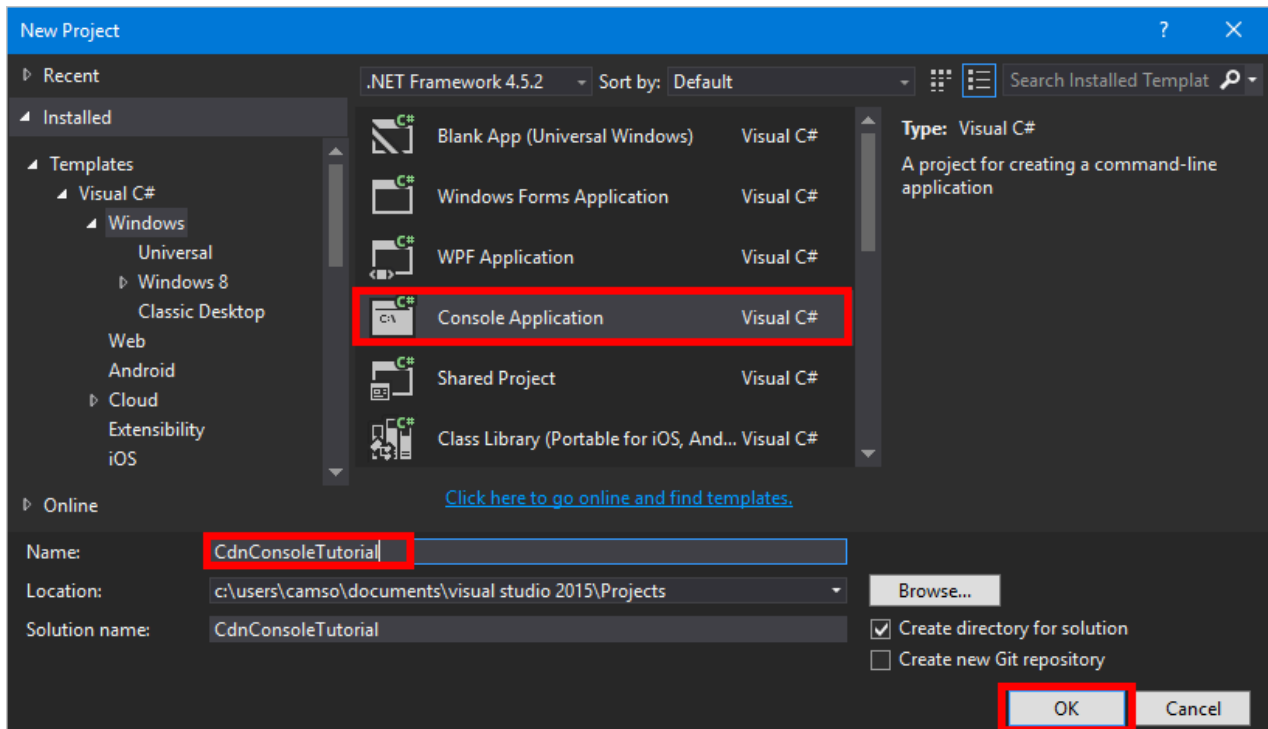 New Project
?
Recent
.NET Framework 4.5.2
Sort by: Default
Search Installed Templat
Installed
Templates
Visual C#
Windows
Universal
Windows 8
Classic Desktop
Web
Android
Cloud
Extensibility
iOS
Online
C#
Blank App (Universal Windows) Visual C#
C#
Windows Forms Application Visual C#
C#
WPF Application Visual C#
C#
C:\
Console Application Visual C#
C#
Shared Project Visual C#
C#
Class Library (Portable for iOS, And... Visual C#
Click here to go online and find templates.
Type: Visual C#
A project for creating a command-line
application
Name: CdnConsoleTutorial
Location: c:\users\camso\documents\visual studio 2015\Projects
Browse...
Solution name: CdnConsoleTutorial
Create directory for solution
Create new Git repository
OK Cancel